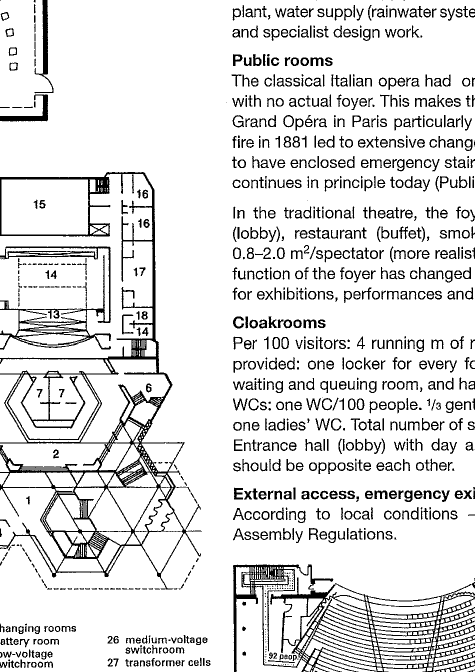 plant, water supply (rainwater syste
and specialist design work.
Public rooms
The classical Italian opera had or
with no actual foyer. This makes th
Grand Opéra in Paris particularly
fire in 1881 led to extensive change
to have enclosed emergency stair
continues in principle today (Publi
In the traditional theatre, the foy
(lobby), restaurant (buffet), smok
0.8–2.0 m²/spectator (more realist
function of the foyer has changed
for exhibitions, performances and
Cloakrooms
Per 100 visitors: 4 running m of r
provided: one locker for every fo
waiting and queuing room, and ha
WCs: one WC/100 people. ¹/₃ gent
one ladies' WC. Total number of s
Entrance hall (lobby) with day a
should be opposite each other.
External access, emergency exi
According to local conditions –
Assembly Regulations.
15
16
16
14
17
13
18
14
7 7
6
2
1
hanging rooms
attery room
ow-voltage
witchroom
26 medium-voltage
switchroom
27 transformer cells
92 peop